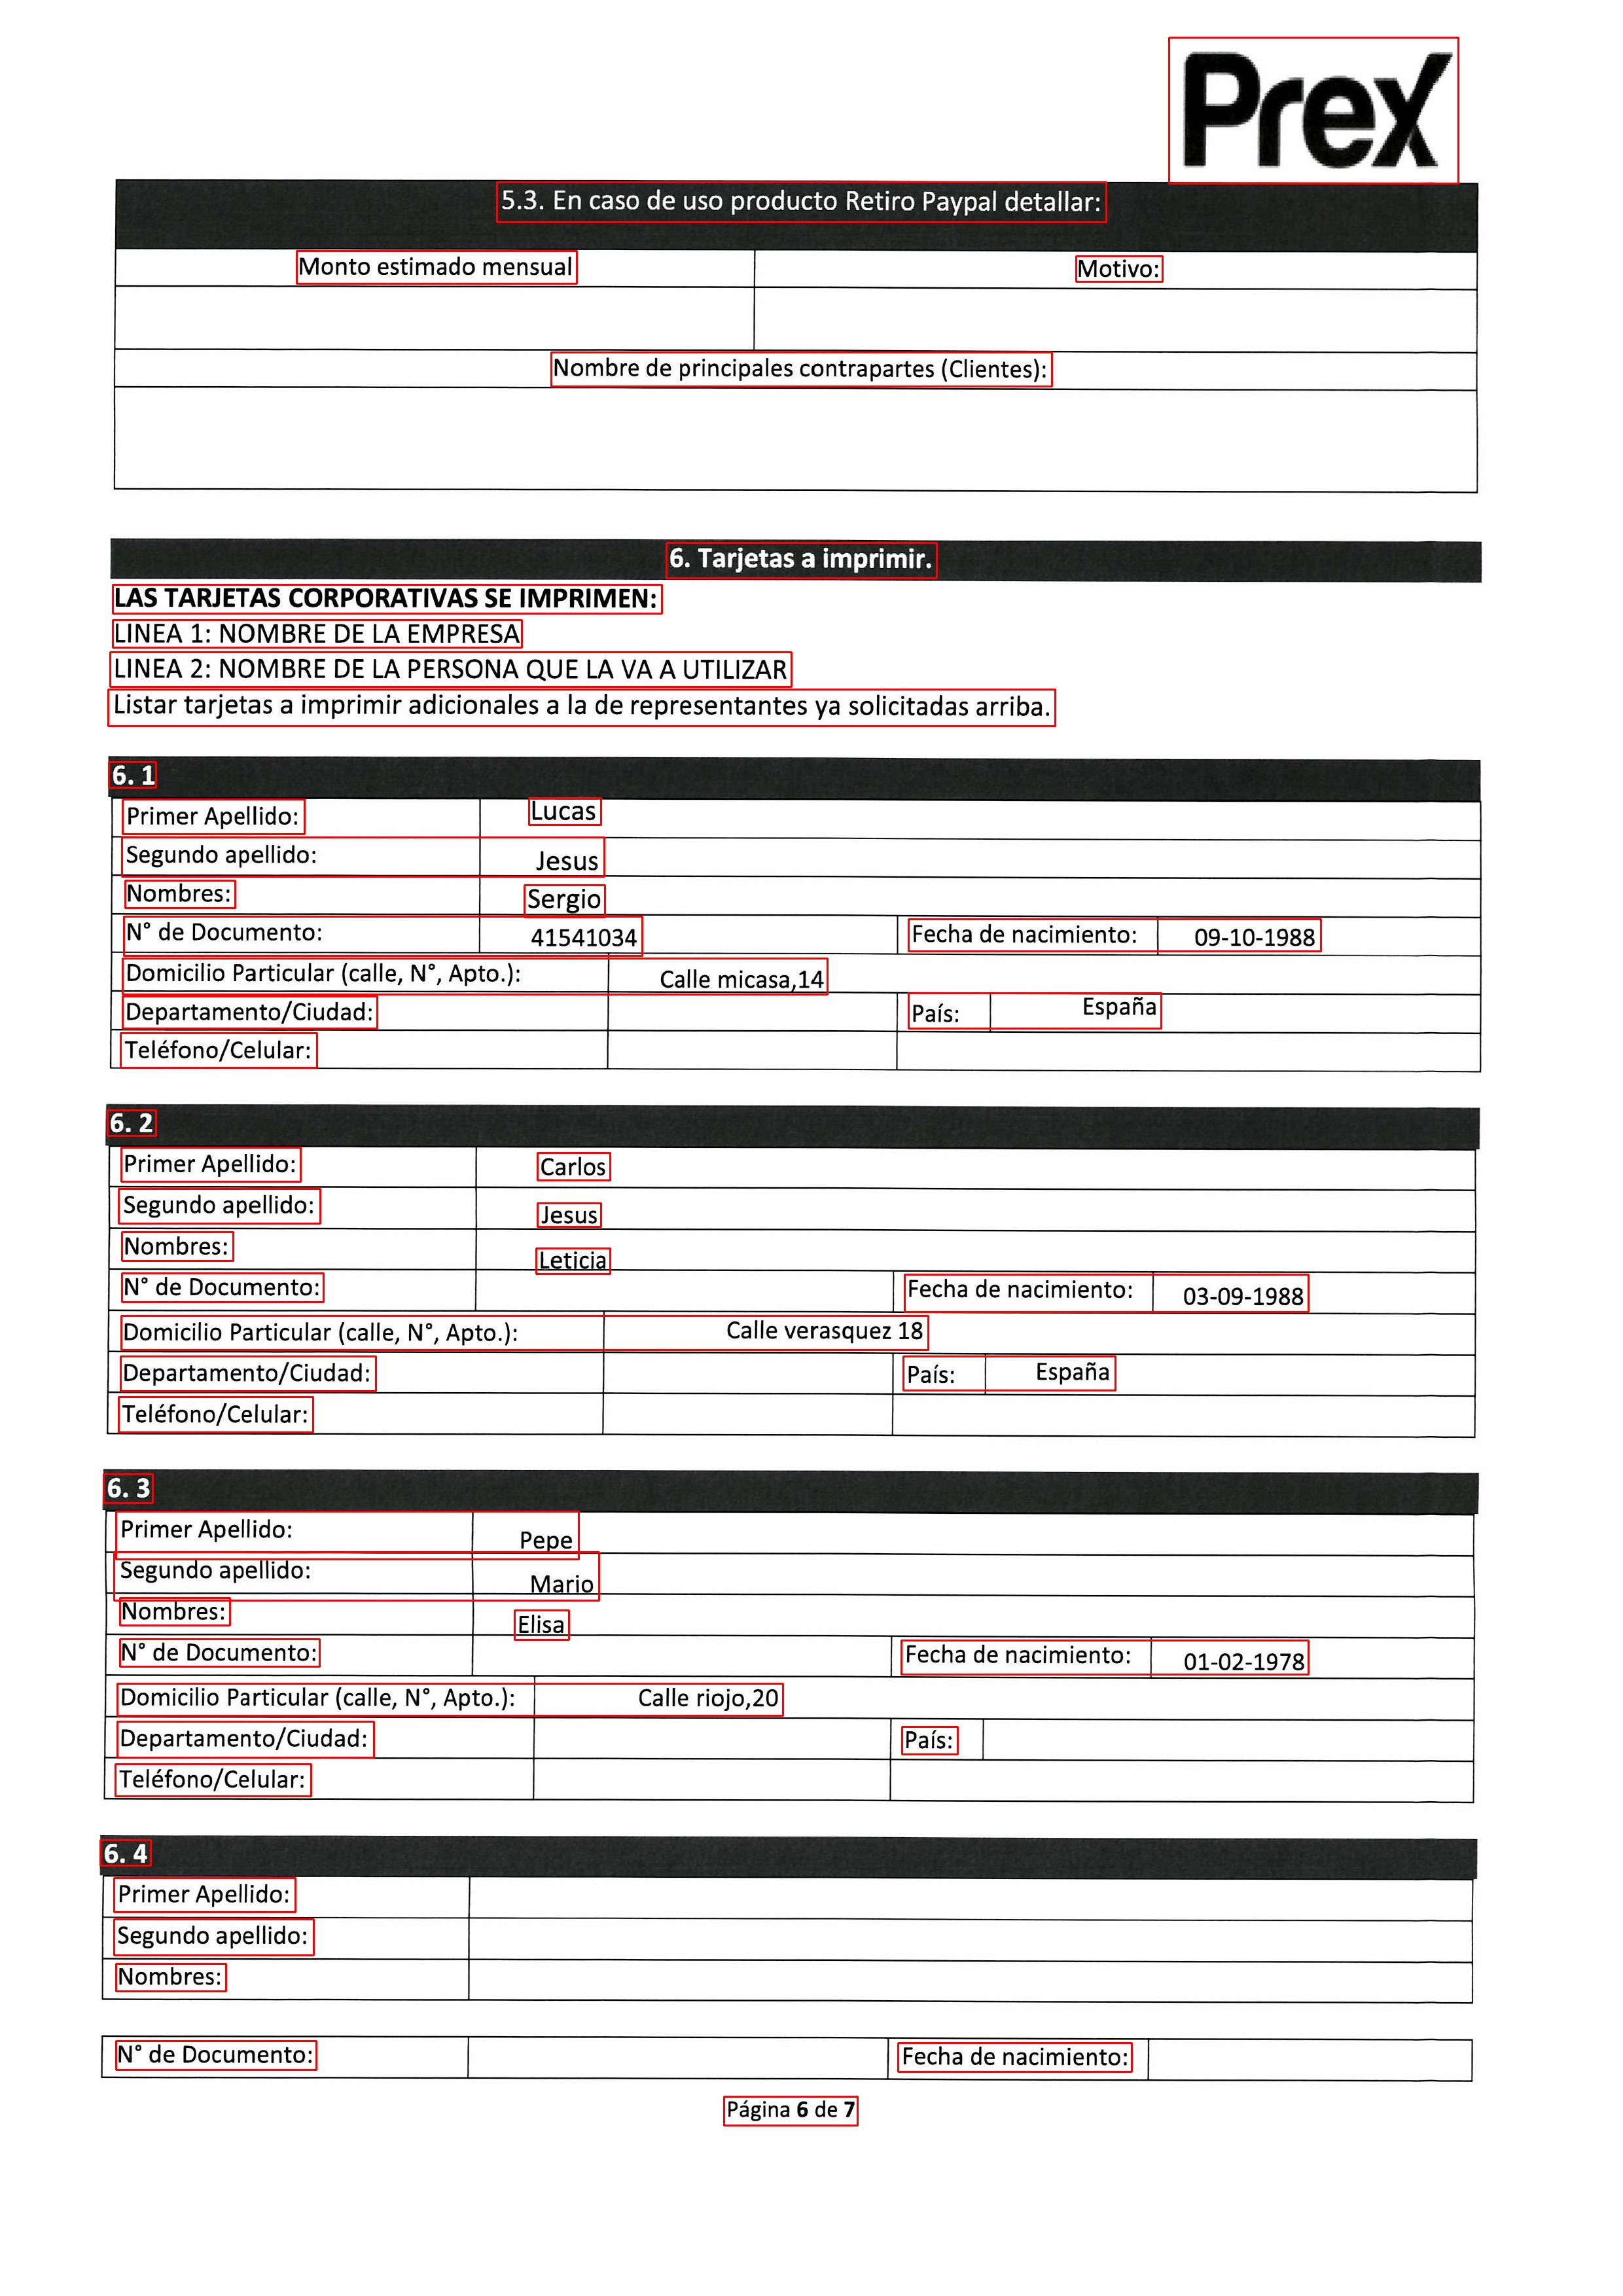 Prex
5.3. En caso de uso producto Retiro Paypal detallar:
Monto estimado mensual Motivo:
Nombre de principales contrapartes (Clientes):
6. Tarjetas a imprimir.
LAS TARJETAS CORPORATIVAS SE IMPRIMEN:
LINEA 1: NOMBRE DE LA EMPRESA
LINEA 2: NOMBRE DE LA PERSONA QUE LA VA A UTILIZAR
Listar tarjetas a imprimir adicionales a la de representantes ya solicitadas arriba.
6. 1
Primer Apellido: Lucas
Segundo apellido: Jesus
Nombres: Sergio
N° de Documento: 41541034 Fecha de nacimiento: 09-10-1988
Domicilio Particular (calle, N°, Apto.): Calle micasa,14
Departamento/Ciudad: País: España
Teléfono/Celular:
6. 2
Primer Apellido: Carlos
Segundo apellido: Jesus
Nombres: Leticia
N° de Documento: Fecha de nacimiento: 03-09-1988
Domicilio Particular (calle, N°, Apto.): Calle verasquez 18
Departamento/Ciudad: País: España
Teléfono/Celular:
6. 3
Primer Apellido: Pepe
Segundo apellido: Mario
Nombres: Elisa
N° de Documento: Fecha de nacimiento: 01-02-1978
Domicilio Particular (calle, N°, Apto.): Calle riojo,20
Departamento/Ciudad: País:
Teléfono/Celular:
6. 4
Primer Apellido:
Segundo apellido:
Nombres:
N° de Documento: Fecha de nacimiento:
Página 6 de 7